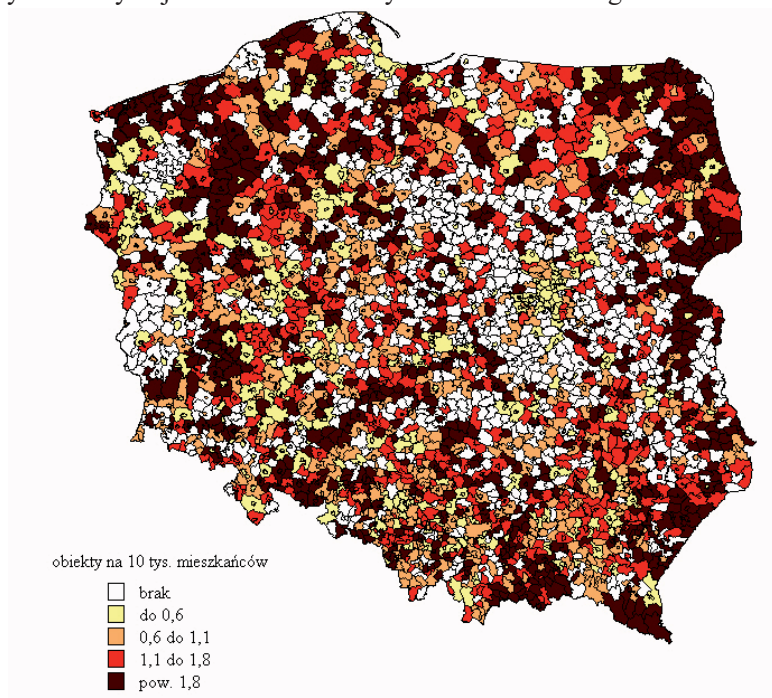 obiekty na 10 tys. mieszkańców
brak
do 0,6
0,6 do 1,1
1,1 do 1,8
pow. 1,8